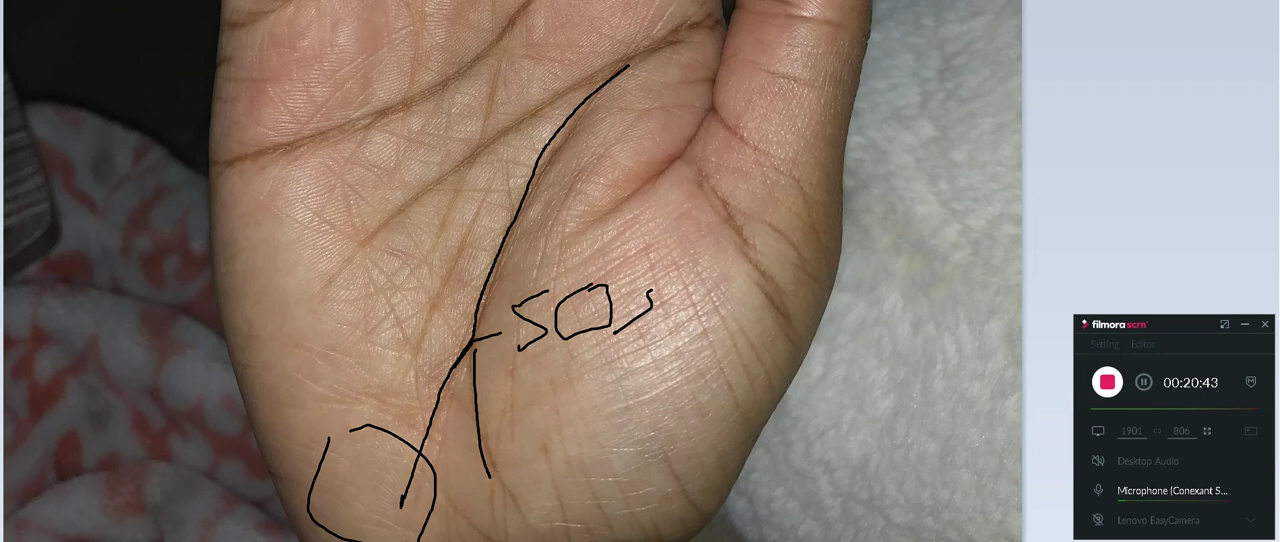 50s
filmora scrn
Setting Editor
00:20:43
1901 806
Desktop Audio
Microphone (Conexant S...
Lenovo EasyCamera